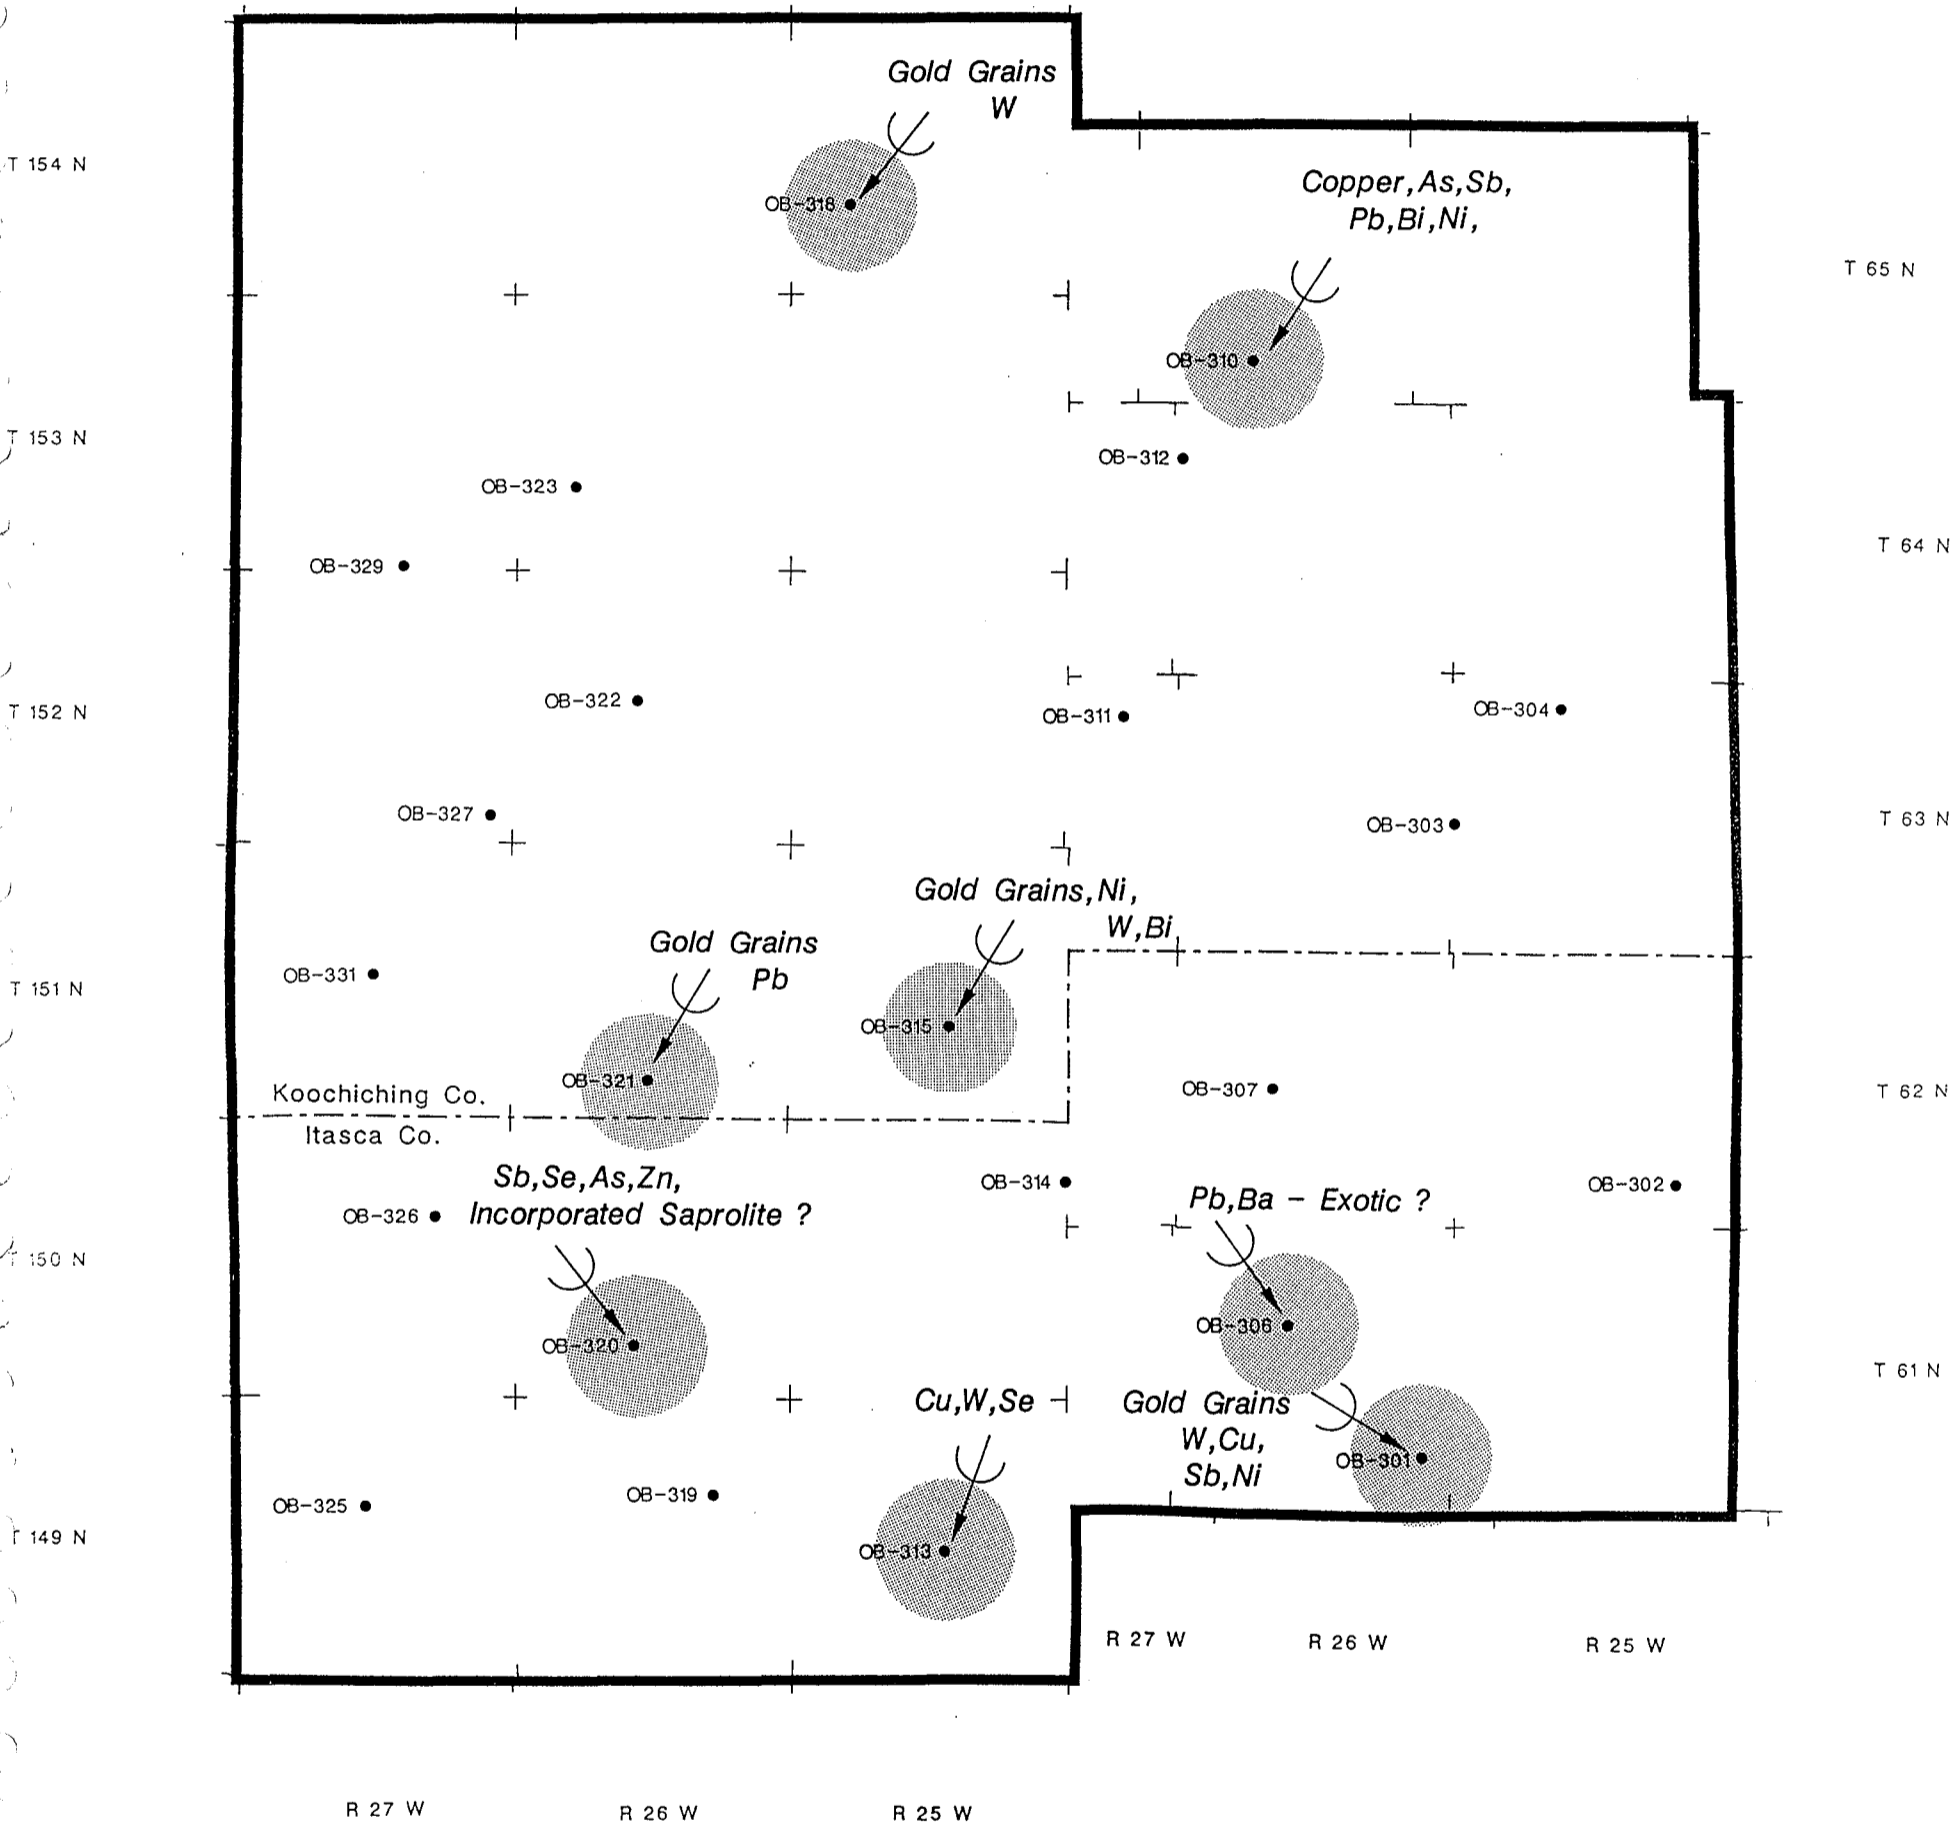 Gold Grains
W
T 154 N
Copper,As,Sb,
Pb,Bi,Ni,
OB-318
T 65 N
OB-310
T 153 N
OB-312
OB-323
T 64 N
OB-329
OB-322
T 152 N
OB-311
OB-304
OB-327
T 63 N
OB-303
Gold Grains,Ni,
W,Bi
Gold Grains
Pb
OB-331
T 151 N
OB-315
OB-321
OB-307
T 62 N
Koochiching Co.
Itasca Co.
Sb,Se,As,Zn,
Incorporated Saprolite ?
OB-314
OB-302
Pb,Ba - Exotic ?
OB-326
T 150 N
OB-306
OB-320
T 61 N
Cu,W,Se
Gold Grains
W,Cu,
Sb,Ni
OB-301
OB-325
OB-319
T 149 N
OB-313
R 27 W
R 26 W
R 25 W
R 27 W
R 26 W
R 25 W